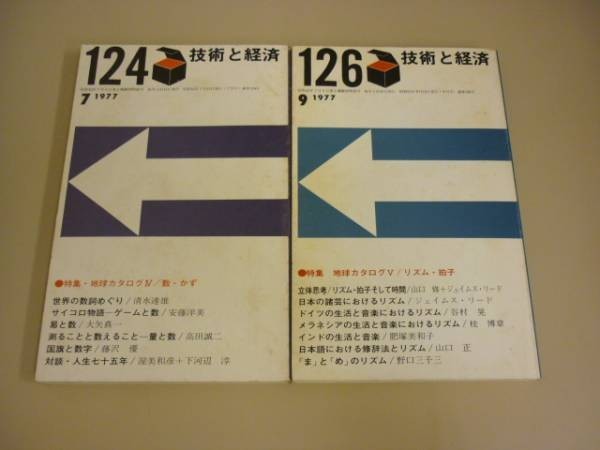 124 技術と経済
7 1977
●特集・地球カタログⅣ/数・かず
世界の数詞めぐり/清水達雄
サイコロ物語―ゲームと数/安藤洋美
易と数/大矢真一
測ることと数えること―量と数/高田誠二
国旗と数字/藤沢 優
対談・人生七十五年/渥美和彦+下河辺 淳
126 技術と経済
9 1977
●特集 地球カタログⅤ/リズム・拍子
立体思考/リズム・拍子そして時間/山口 修+ジェイムス・リード
日本の諸芸におけるリズム/ジェイムス・リード
ドイツの生活と音楽におけるリズム/谷村 晃
メラネシアの生活と音楽におけるリズム/桂 博章
インドの生活と音楽/肥塚美和子
日本語における修辞法とリズム/山口 正
「ま」と「め」のリズム/野口三千三